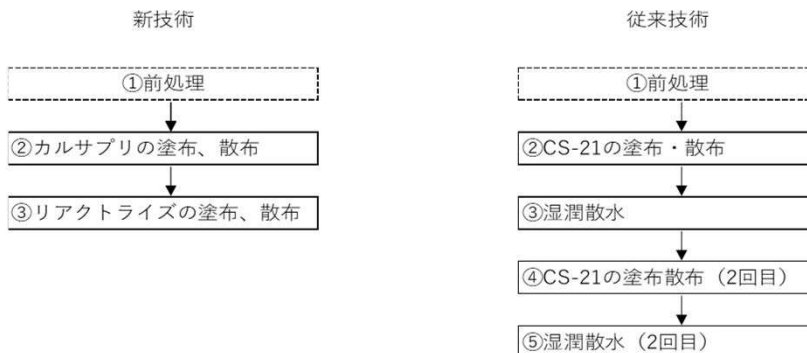 新技術
①前処理
②カルサプリの塗布、散布
③リアクトライズの塗布、散布
従来技術
①前処理
②CS-21の塗布・散布
③湿潤散水
④CS-21の塗布散布（2回目）
⑤湿潤散水（2回目）